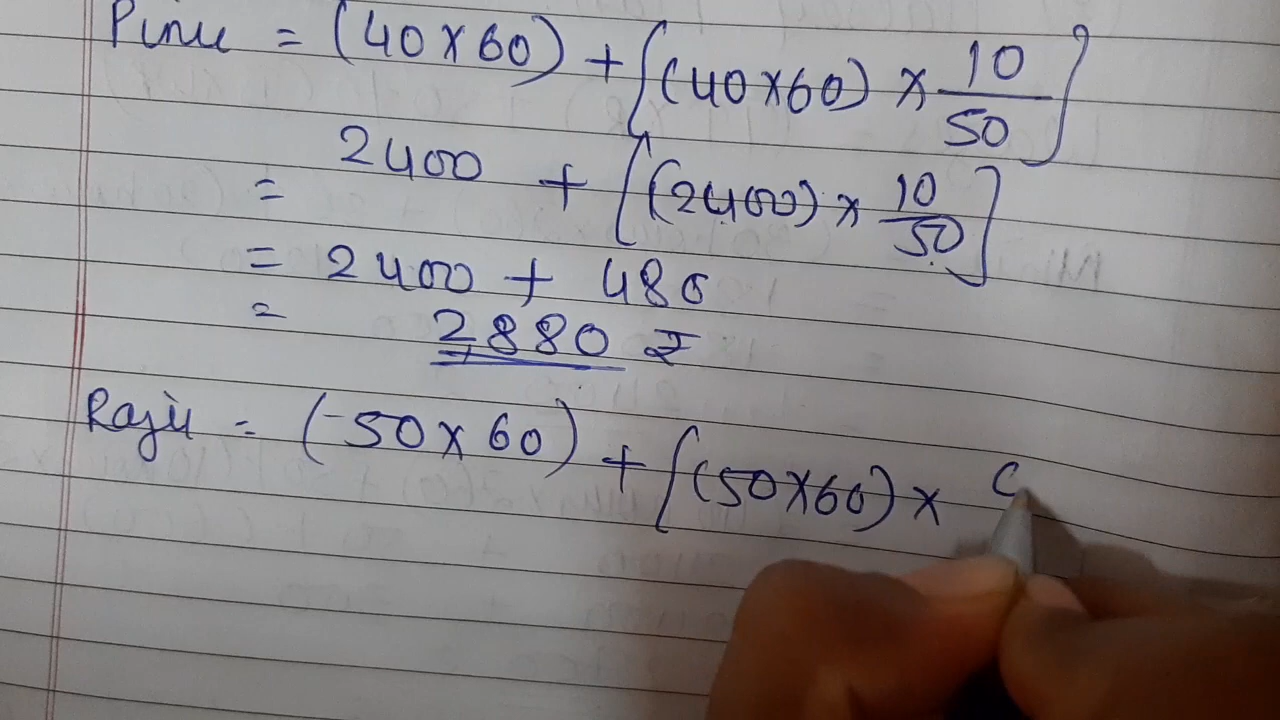 Pinu = (40 x 60) + [(40 x 60) x 10/50]
= 2400 + [(2400) x 10/50]
= 2400 + 480
= 2880 ₹
Raju = (50 x 60) + [(50 x 60) x